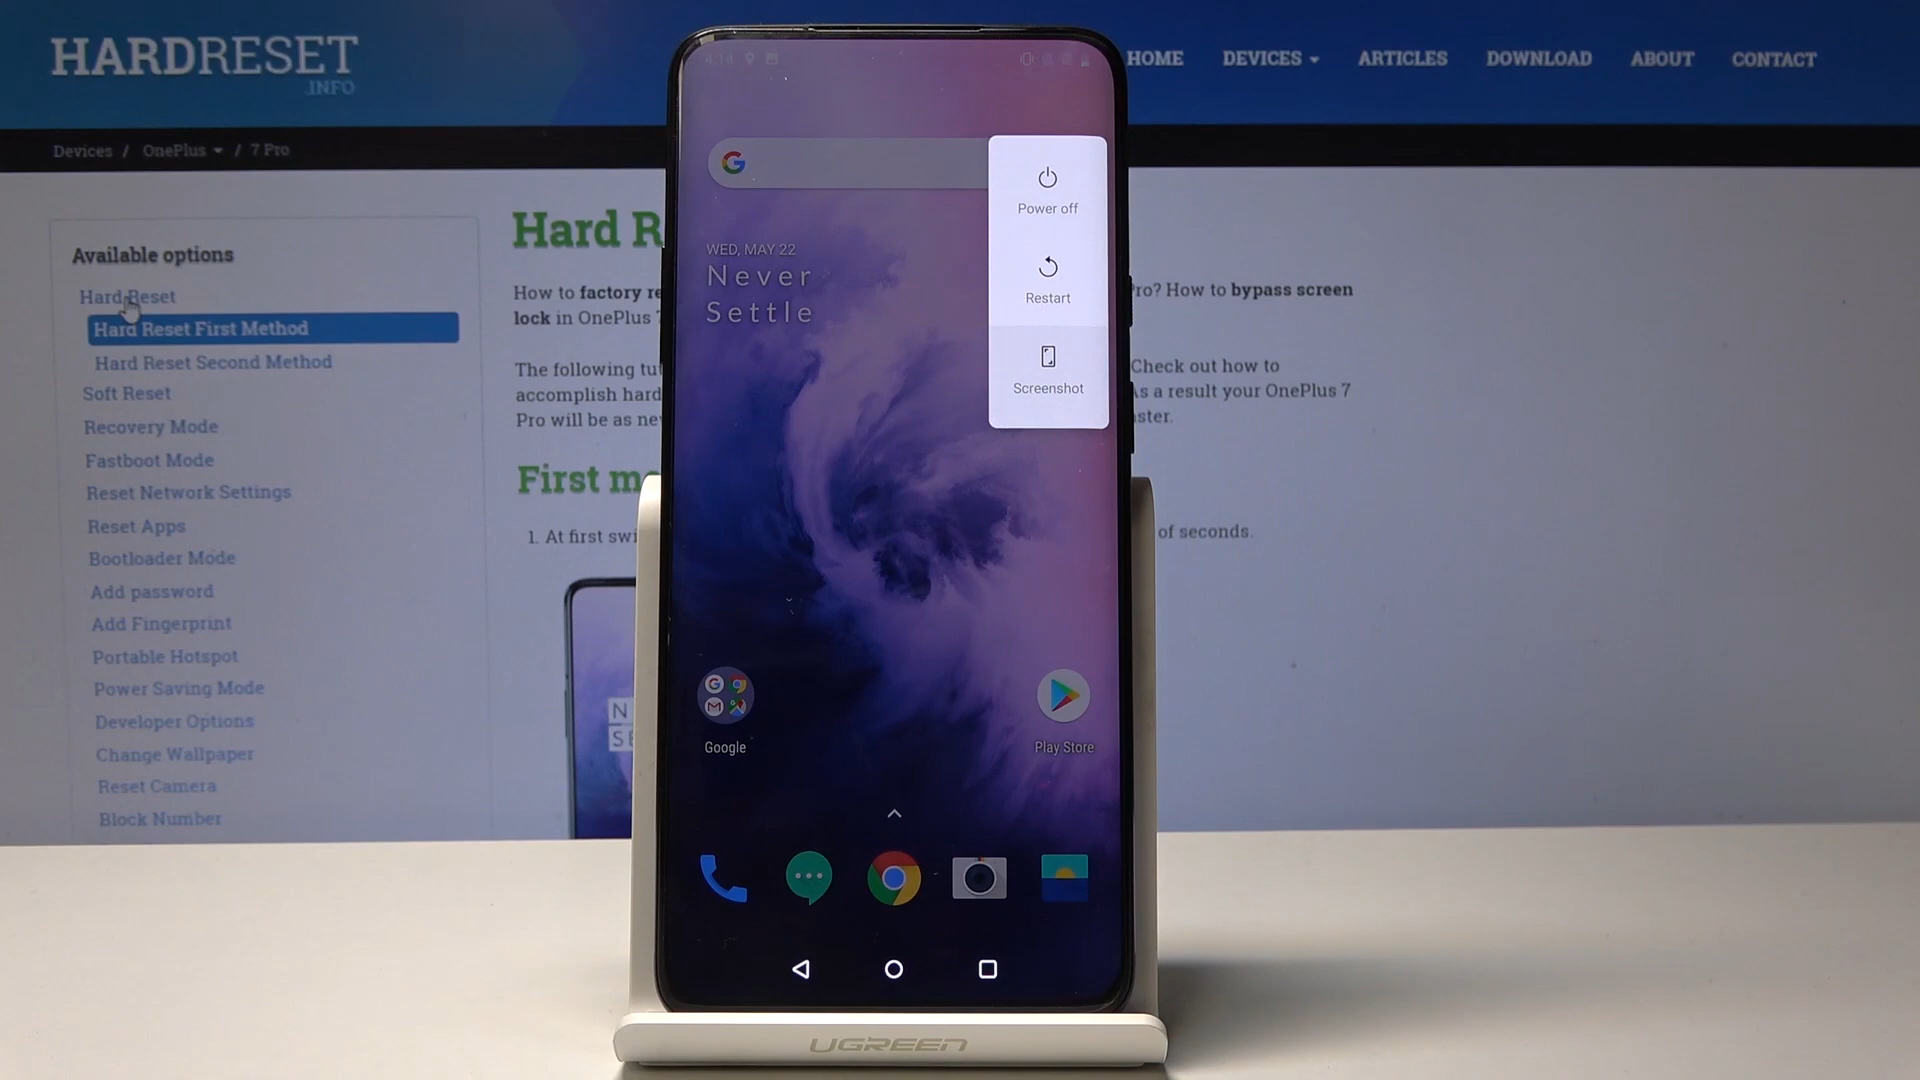 HARDRESET
.INFO
HOME
DEVICES
ARTICLES
DOWNLOAD
ABOUT
CONTACT
Devices / OnePlus / 7 Pro
Available options
Hard Reset
Hard Reset First Method
Hard Reset Second Method
Soft Reset
Recovery Mode
Fastboot Mode
Reset Network Settings
Reset Apps
Bootloader Mode
Add password
Add Fingerprint
Portable Hotspot
Power Saving Mode
Developer Options
Change Wallpaper
Reset Camera
Block Number
Hard R
How to factory re
lock in OnePlus 7
The following tu
accomplish hard
Pro will be as ne
First me
1. At first swi
ro? How to bypass screen
Check out how to
As a result your OnePlus 7
ster.
of seconds.
N
SE
4:14
WED, MAY 22
Never
Settle
Power off
Restart
Screenshot
Google
Play Store
UGREEN